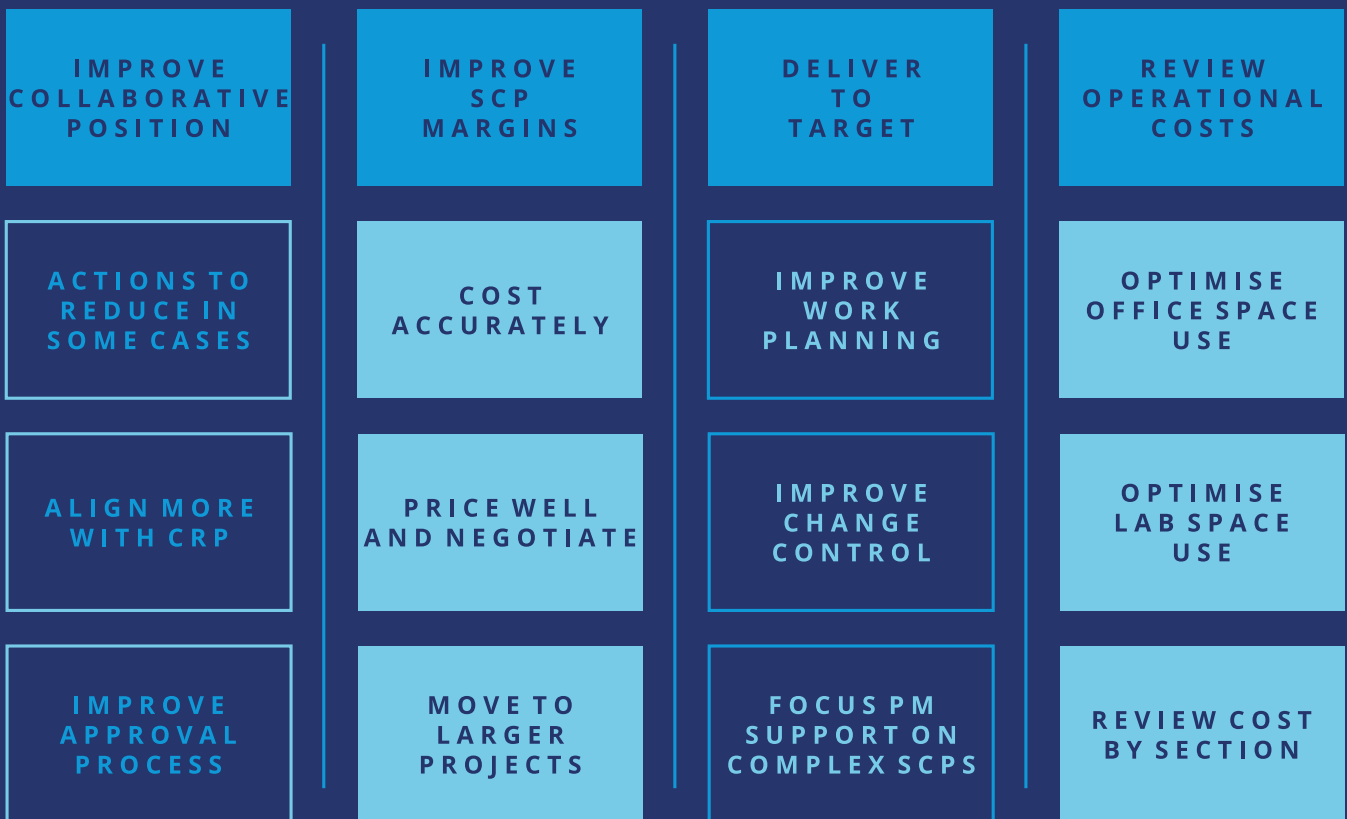 IMPROVE
COLLABORATIVE
POSITION
ACTIONS TO
REDUCE IN
SOME CASES
ALIGN MORE
WITH CRP
IMPROVE
APPROVAL
PROCESS
IMPROVE
SCP
MARGINS
COST
ACCURATELY
PRICE WELL
AND NEGOTIATE
MOVE TO
LARGER
PROJECTS
DELIVER
TO
TARGET
IMPROVE
WORK
PLANNING
IMPROVE
CHANGE
CONTROL
FOCUS PM
SUPPORT ON
COMPLEX SCPS
REVIEW
OPERATIONAL
COSTS
OPTIMISE
OFFICE SPACE
USE
OPTIMISE
LAB SPACE
USE
REVIEW COST
BY SECTION